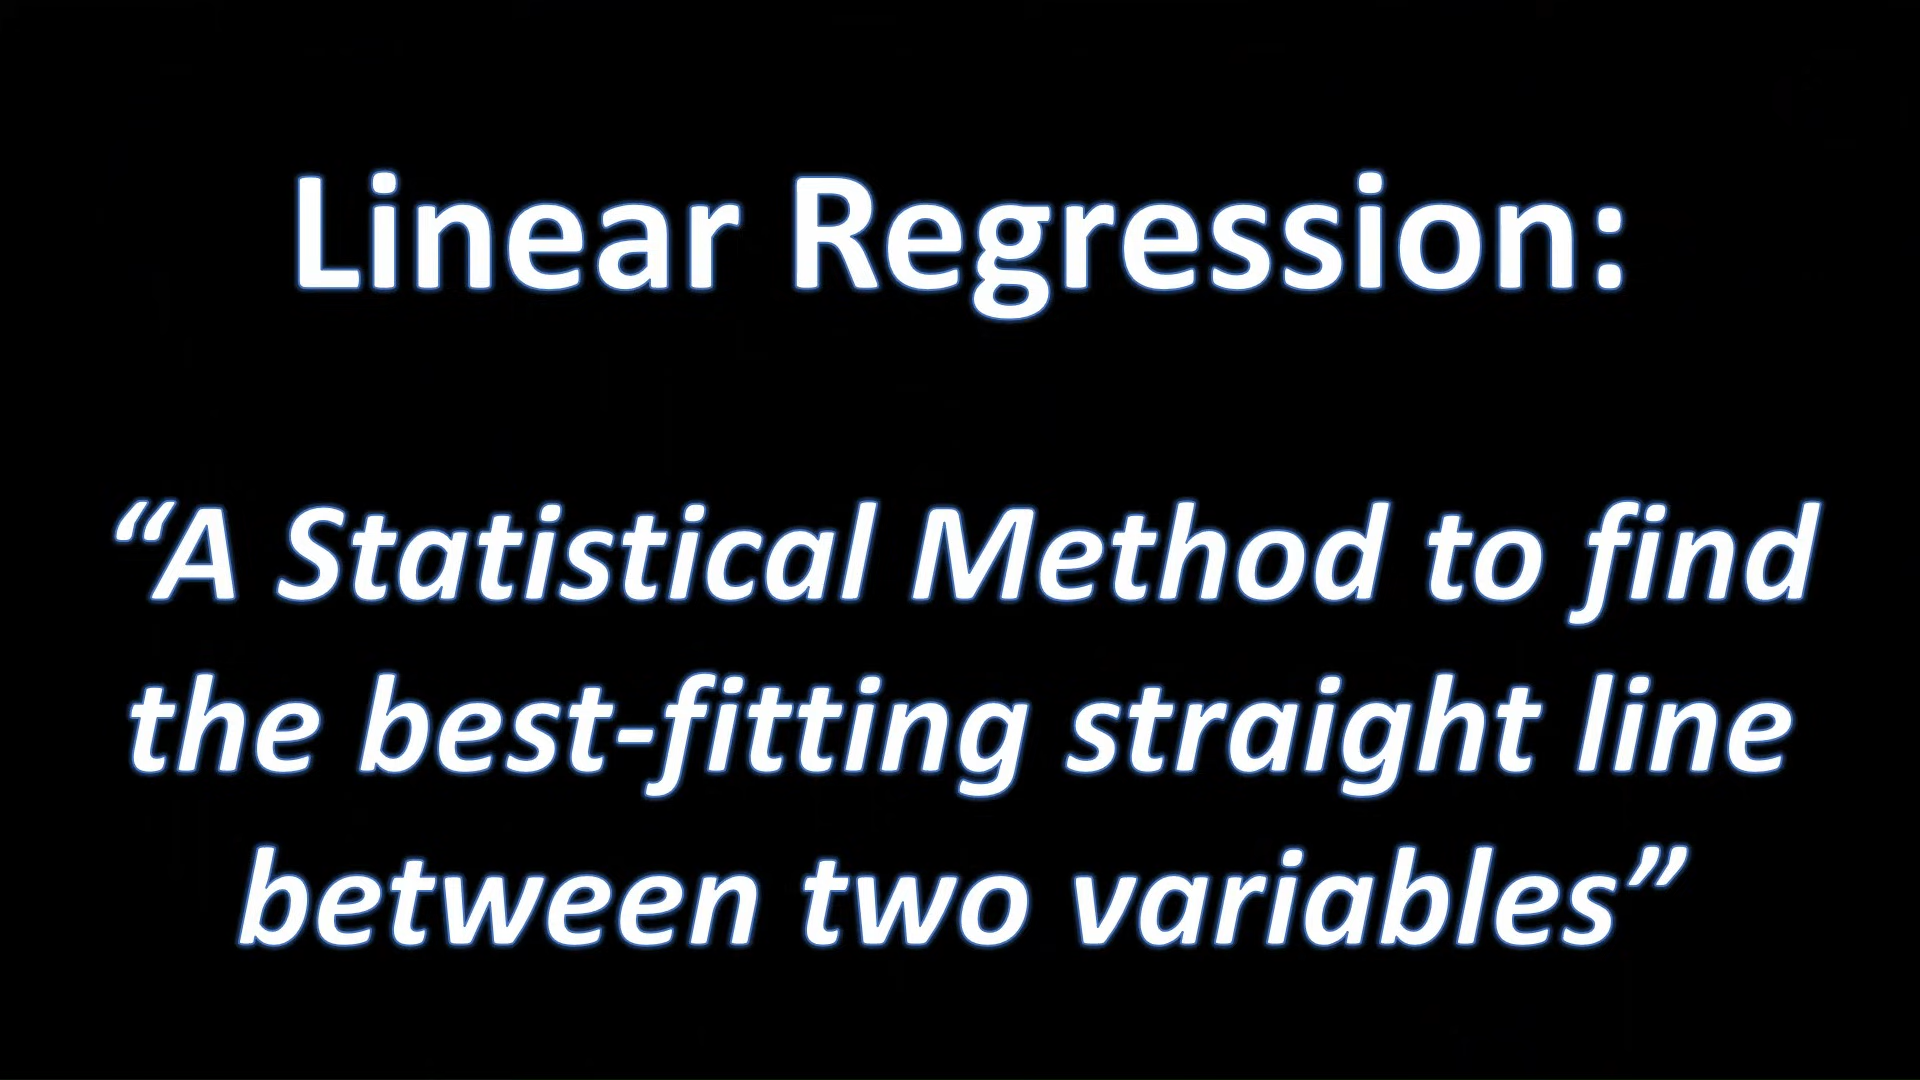 Linear Regression:
“A Statistical Method to find
the best-fitting straight line
between two variables”